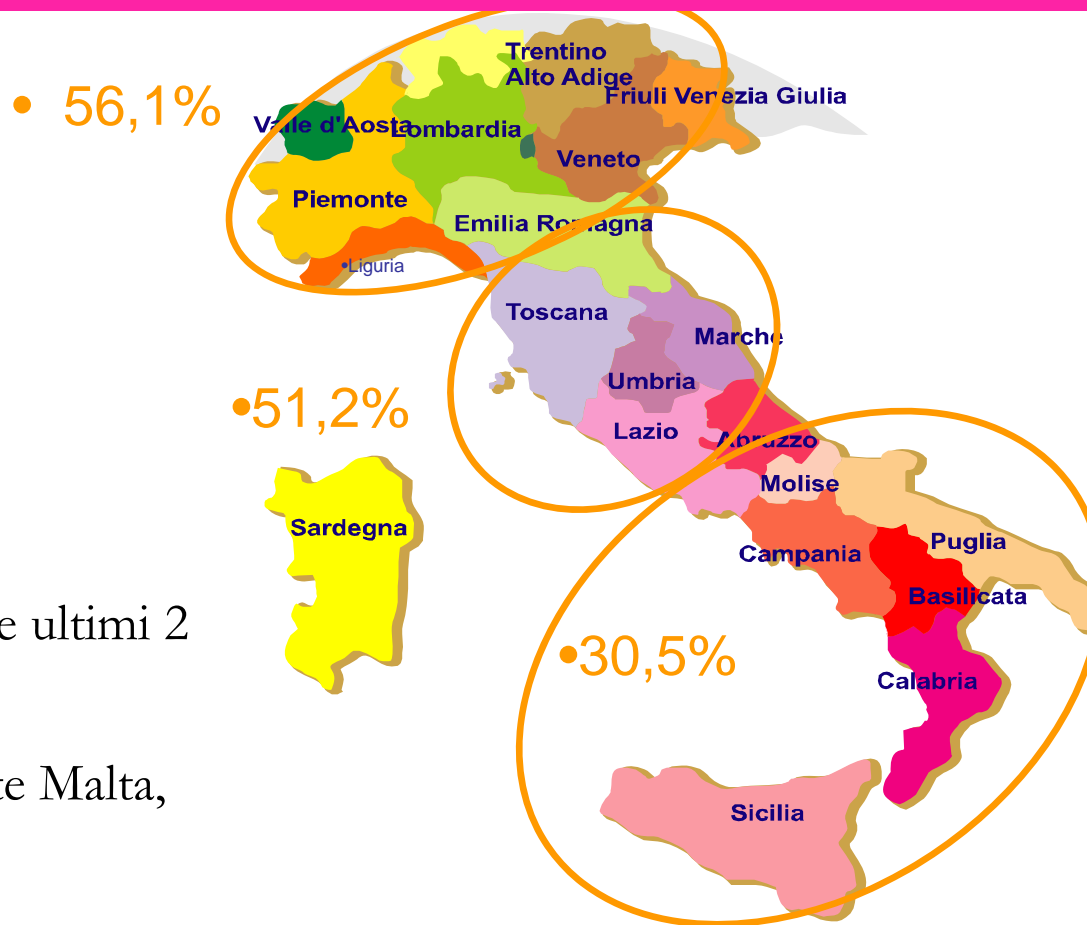 Trentino
Alto Adige
• 56,1%
Friuli Venezia Giulia
Valle d'Aosta
Lombardia
Veneto
Piemonte
Emilia Romagna
•Liguria
Toscana
Marche
Umbria
•51,2%
Lazio
Abruzzo
Molise
Sardegna
Puglia
Campania
Basilicata
e ultimi 2
•30,5%
Calabria
te Malta,
Sicilia